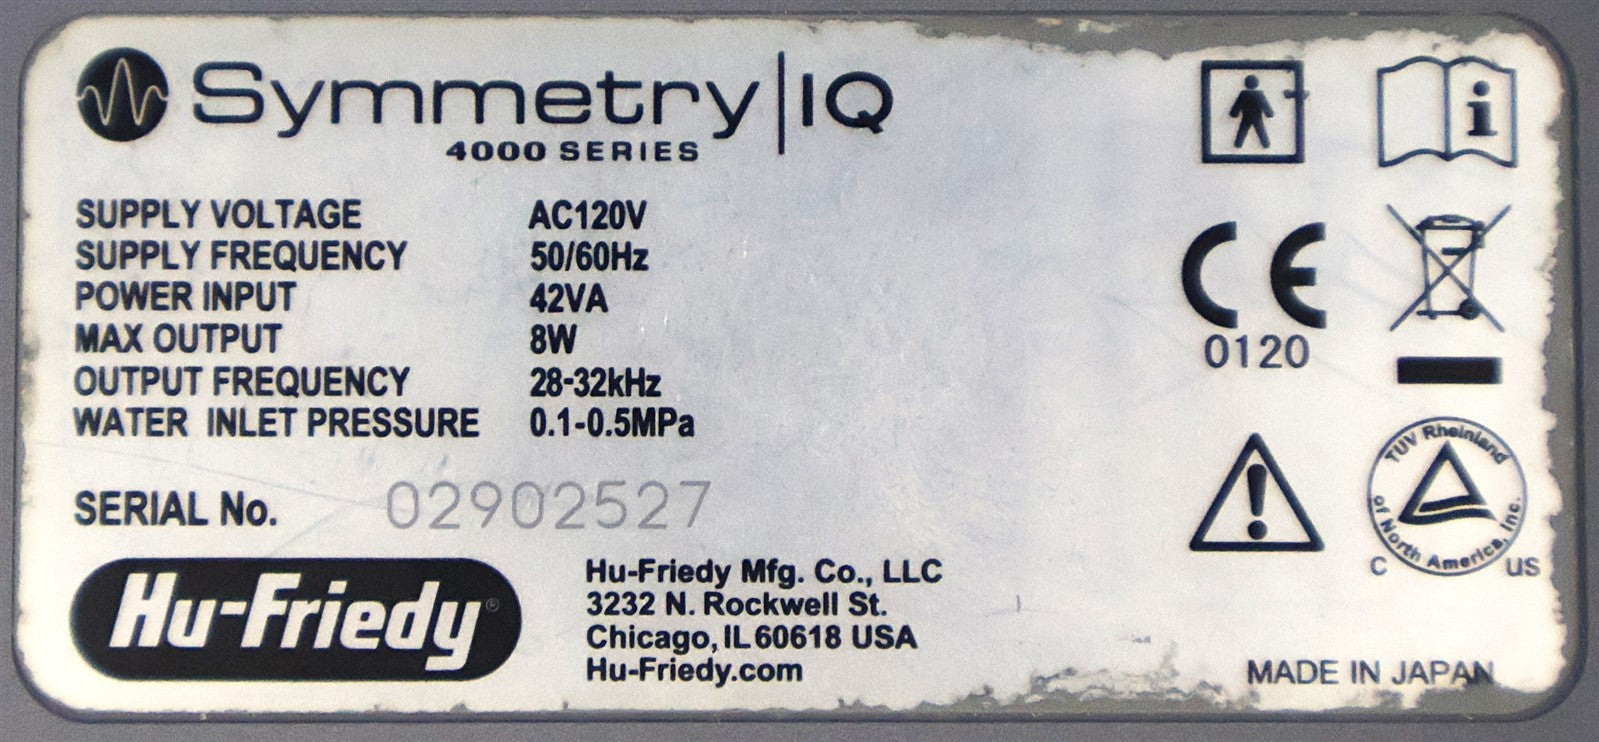 Symmetry|IQ
4000 SERIES
SUPPLY VOLTAGE AC120V
SUPPLY FREQUENCY 50/60Hz
POWER INPUT 42VA
MAX OUTPUT 8W
OUTPUT FREQUENCY 28-32kHz
WATER INLET PRESSURE 0.1-0.5MPa
SERIAL No. 02902527
Hu-Friedy®
Hu-Friedy Mfg. Co., LLC
3232 N. Rockwell St.
Chicago, IL 60618 USA
Hu-Friedy.com
i
CE
0120
TUV Rheinland
of North America, Inc.
C US
MADE IN JAPAN